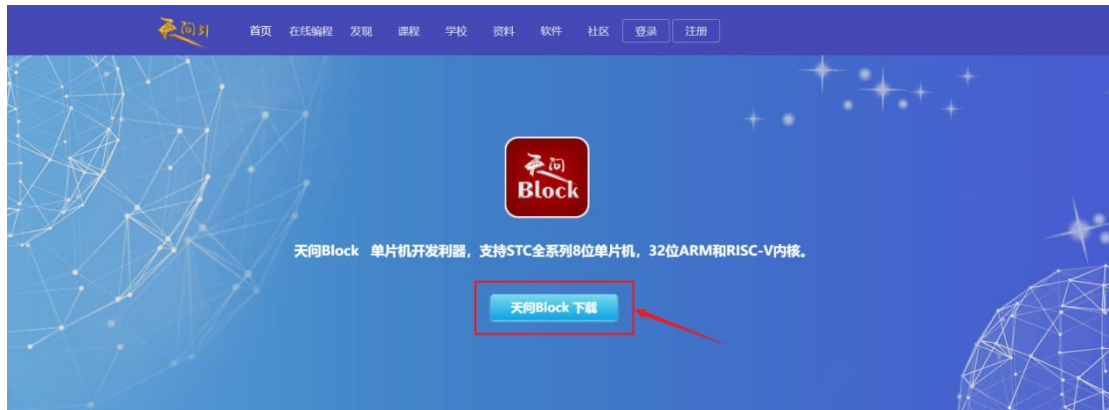 天问51 首页 在线编程 发现 课程 学校 资料 软件 社区 登录 注册
天问
Block
天问Block 单片机开发利器，支持STC全系列8位单片机，32位ARM和RISC-V内核。
天问Block 下载